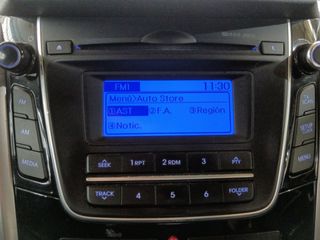 FM1 11:30
Menú>Auto Store
①AST ②F.A. ③Región
④Notic.
FM
AM
MEDIA
SETUP
MENU
SEEK 1 RPT 2 RDM 3
TRACK 4 5 6 FOLDER